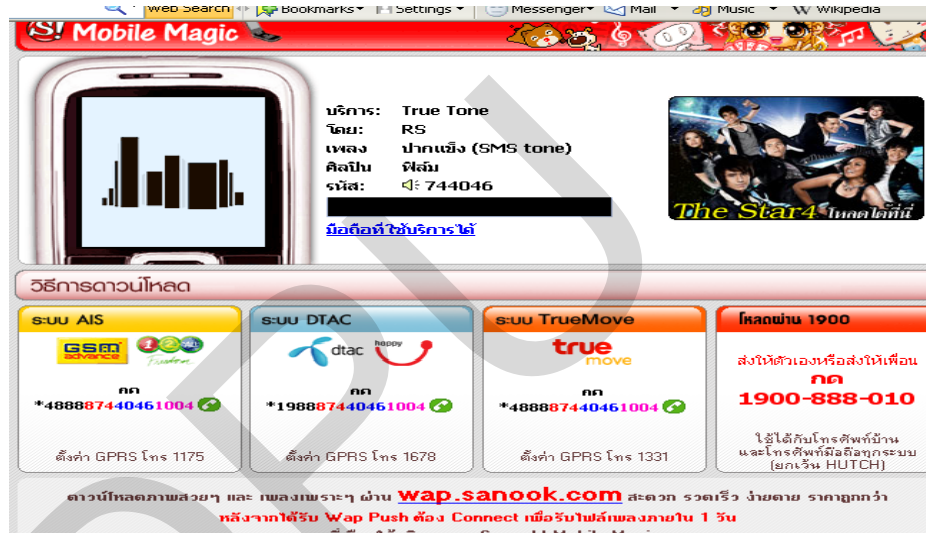 Web Search Bookmarks Settings Messenger Mail Music Wikipedia
S! Mobile Magic
บริการ: True Tone
โดย: RS
เพลง ปากแข็ง (SMS tone)
ศิลปิน ฟิล์ม
รหัส: 744046
มือถือที่ใช้บริการได้
The Star4 โหลดได้ที่นี่
วิธีการดาวน์โหลด
ระบบ AIS
GSM advance 1 2 Call Freedom
กด
*48888744046​1004
ตั้งค่า GPRS โทร 1175
ระบบ DTAC
dtac happy
กด
*19888744046​1004
ตั้งค่า GPRS โทร 1678
ระบบ TrueMove
true move
กด
*48888744046​1004
ตั้งค่า GPRS โทร 1331
โหลดผ่าน 1900
ส่งให้ตัวเองหรือส่งให้เพื่อน
กด
1900-888-010
ใช้ได้กับโทรศัพท์บ้าน
และโทรศัพท์มือถือทุกระบบ
(ยกเว้น HUTCH)
ดาวน์โหลดภาพสวยๆ และ เพลงเพราะๆ ผ่าน wap.sanook.com สะดวก รวดเร็ว ง่ายดาย ราคาถูกกว่า
หลังจากได้รับ Wap Push ต้อง Connect เพื่อรับไฟล์เพลงภายใน 1 วัน
DPU